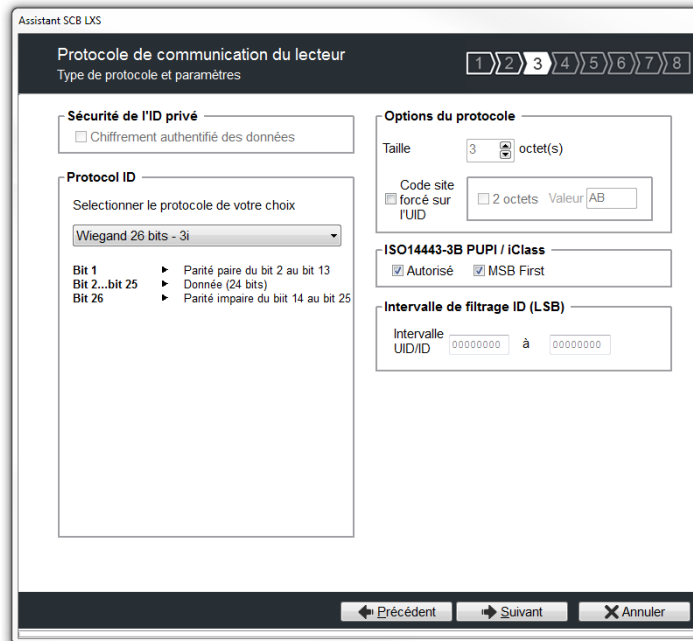 Assistant SCB LXS
Protocole de communication du lecteur
Type de protocole et paramètres
1 2 3 4 5 6 7 8
Sécurité de l'ID privé
Chiffrement authentifié des données
Protocol ID
Selectionner le protocole de votre choix
Wiegand 26 bits - 3i
Bit 1 ► Parité paire du bit 2 au bit 13
Bit 2...bit 25 ► Donnée (24 bits)
Bit 26 ► Parité impaire du biit 14 au bit 25
Options du protocole
Taille 3 octet(s)
Code site
forcé sur
l'UID
2 octets Valeur AB
ISO14443-3B PUPI / iClass
Autorisé MSB First
Intervalle de filtrage ID (LSB)
Intervalle
UID/ID
00000000 à 00000000
Précédent Suivant Annuler